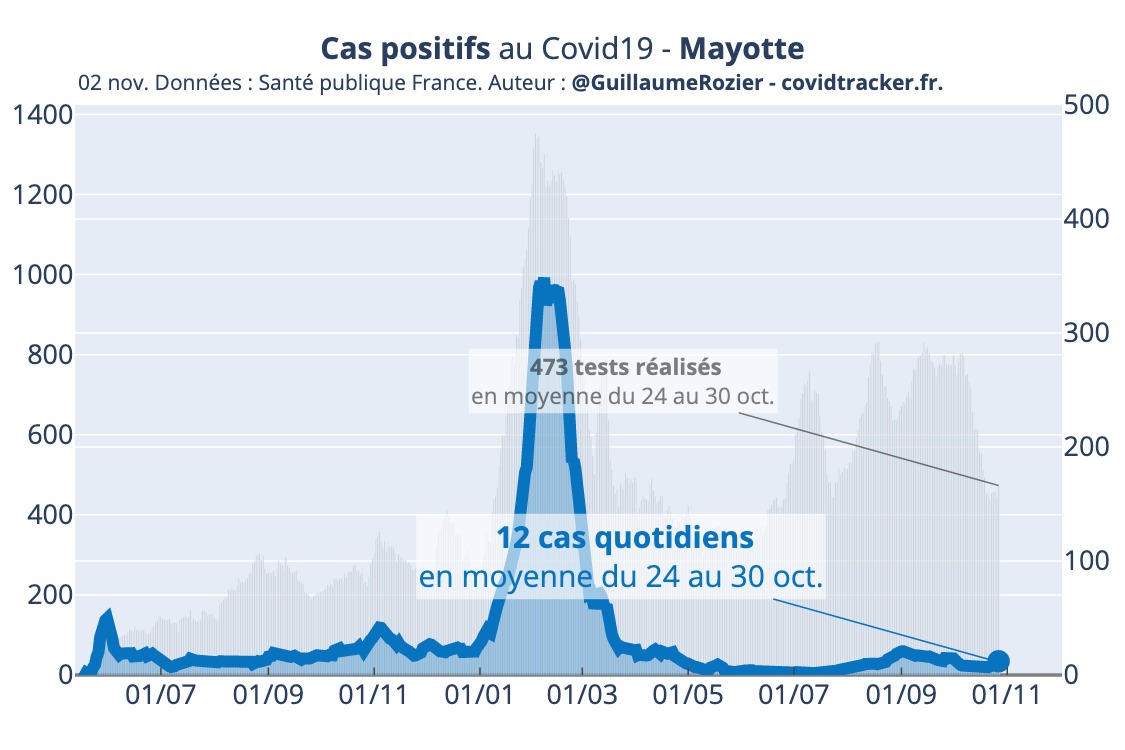 Cas positifs au Covid19 - Mayotte
02 nov. Données : Santé publique France. Auteur : @GuillaumeRozier - covidtracker.fr.
1400
1200
1000
800
600
400
200
0
500
400
300
200
100
0
473 tests réalisés
en moyenne du 24 au 30 oct.
12 cas quotidiens
en moyenne du 24 au 30 oct.
01/07 01/09 01/11 01/01 01/03 01/05 01/07 01/09 01/11